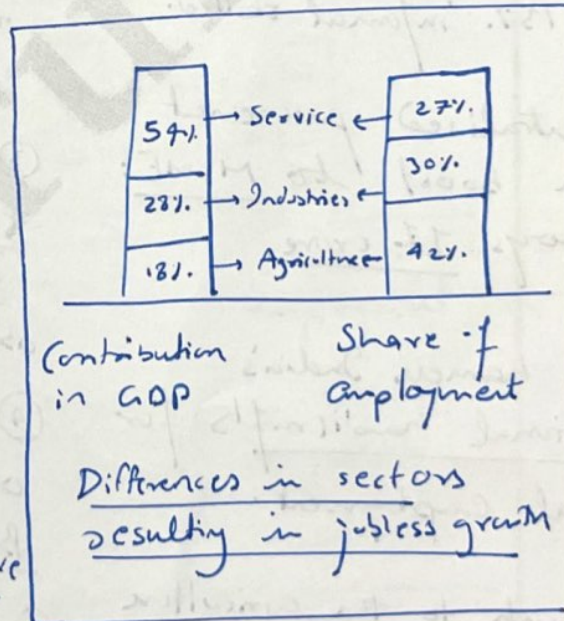 15%
54% → Service ← 27%
28% → Industries ← 30%
18% → Agriculture ← 42%
Contribution
in GDP
Share of
employment
Differences in sectors
resulting in jobless growth